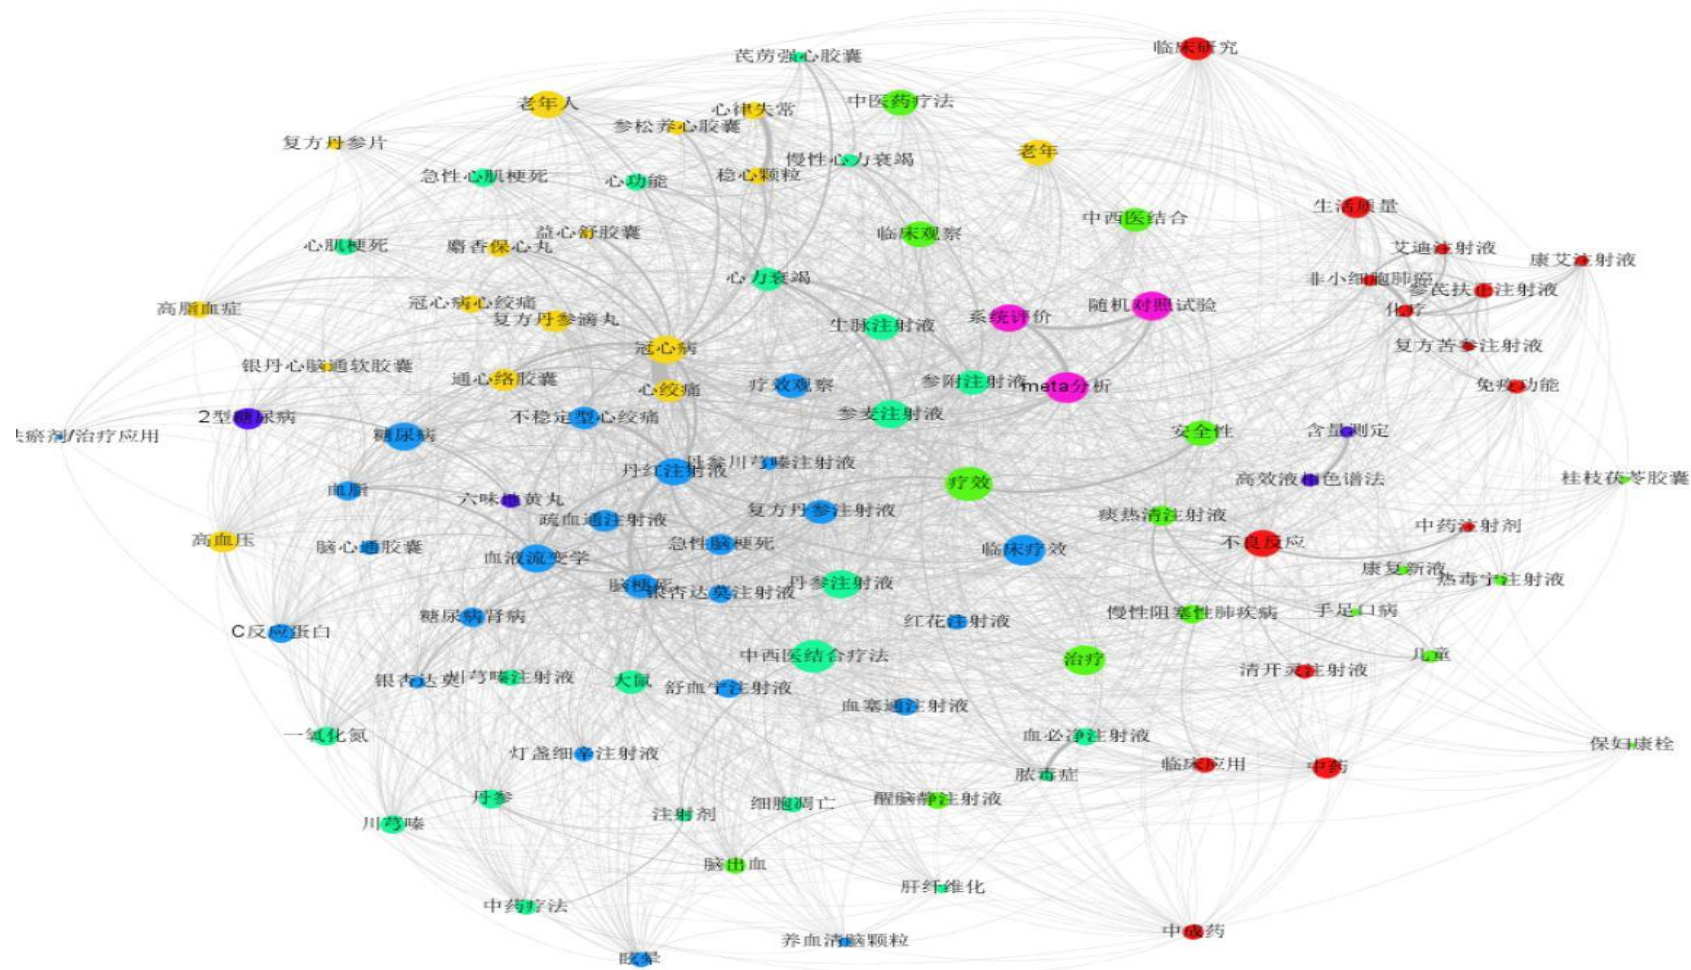 临床研究
芪苈强心胶囊
老年人
中医药疗法
心律失常
参松养心胶囊
复方丹参片
老年
慢性心力衰竭
急性心肌梗死
心功能
稳心颗粒
生活质量
中西医结合
益心舒胶囊
临床观察
心肌梗死
麝香保心丸
艾迪注射液
康艾注射液
心力衰竭
非小细胞肺癌
参芪扶正注射液
高脂血症
冠心病心绞痛
复方丹参滴丸
随机对照试验
系统评价
化疗
生脉注射液
冠心病
复方苦参注射液
银丹心脑通软胶囊
通心络胶囊
心绞痛
疗效观察
参附注射液
meta分析
免疫功能
2型糖尿病
不稳定型心绞痛
参麦注射液
祛瘀剂/治疗应用
糖尿病
安全性
含量测定
丹红注射液
丹参川芎嗪注射液
高效液相色谱法
桂枝茯苓胶囊
血脂
疗效
六味地黄丸
复方丹参注射液
痰热清注射液
疏血通注射液
中药注射剂
高血压
脑心通胶囊
血液流变学
急性脑梗死
临床疗效
不良反应
康复新液
热毒宁注射液
脑梗死
银杏达莫注射液
丹参注射液
糖尿病肾病
红花注射液
慢性阻塞性肺疾病
手足口病
C反应蛋白
中西医结合疗法
治疗
儿童
银杏达莫
川芎嗪注射液
大鼠
舒血宁注射液
清开灵注射液
血塞通注射液
一氧化氮
血必净注射液
保妇康栓
灯盏细辛注射液
脓毒症
临床应用
中药
丹参
细胞凋亡
醒脑静注射液
川芎嗪
注射剂
脑出血
肝纤维化
中药疗法
养血清脑颗粒
中成药
眩晕